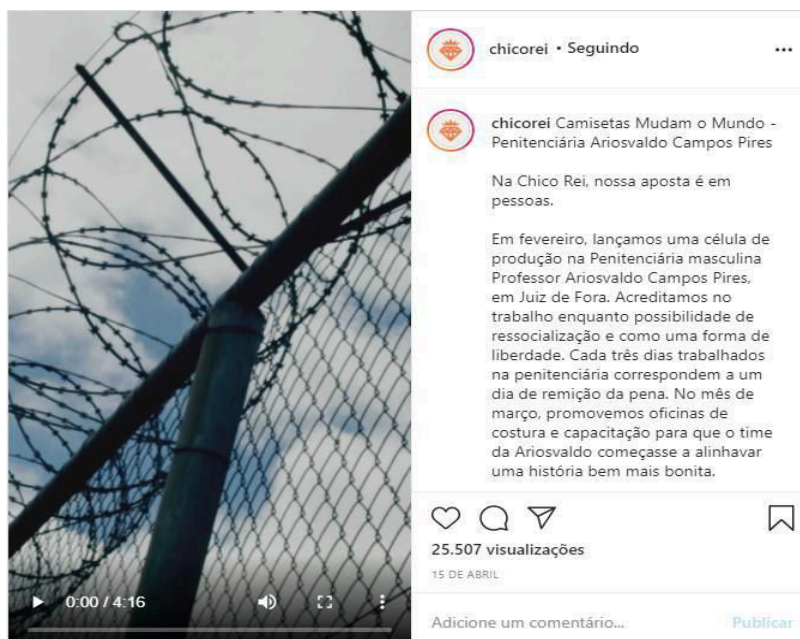 chicorei • Seguindo
chicorei Camisetas Mudam o Mundo -
Penitenciária Ariosvaldo Campos Pires
Na Chico Rei, nossa aposta é em
pessoas.
Em fevereiro, lançamos uma célula de
produção na Penitenciária masculina
Professor Ariosvaldo Campos Pires,
em Juiz de Fora. Acreditamos no
trabalho enquanto possibilidade de
ressocialização e como uma forma de
liberdade. Cada três dias trabalhados
na penitenciária correspondem a um
dia de remição da pena. No mês de
março, promovemos oficinas de
costura e capacitação para que o time
da Ariosvaldo começasse a alinhavar
uma história bem mais bonita.
25.507 visualizações
15 DE ABRIL
0:00 / 4:16
Adicione um comentário... Publicar